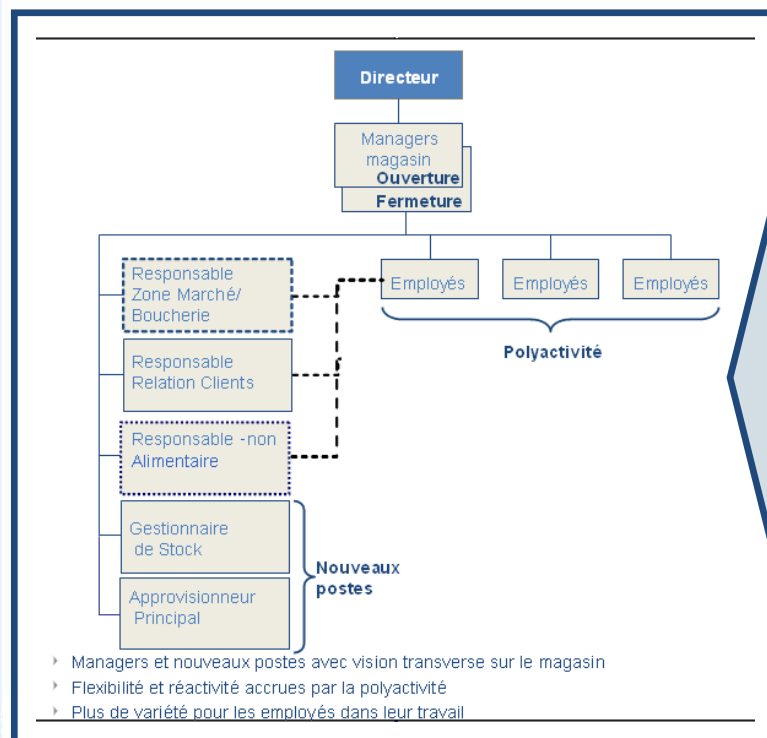 Directeur
Managers
magasin
Ouverture
Fermeture
Responsable
Zone Marché/
Boucherie
Employés
Employés
Employés
Polyactivité
Responsable
Relation Clients
Responsable -non
Alimentaire
Gestionnaire
de Stock
Nouveaux
postes
Approvisionneur
Principal
Managers et nouveaux postes avec vision transverse sur le magasin
Flexibilité et réactivité accrues par la polyactivité
Plus de variété pour les employés dans leur travail